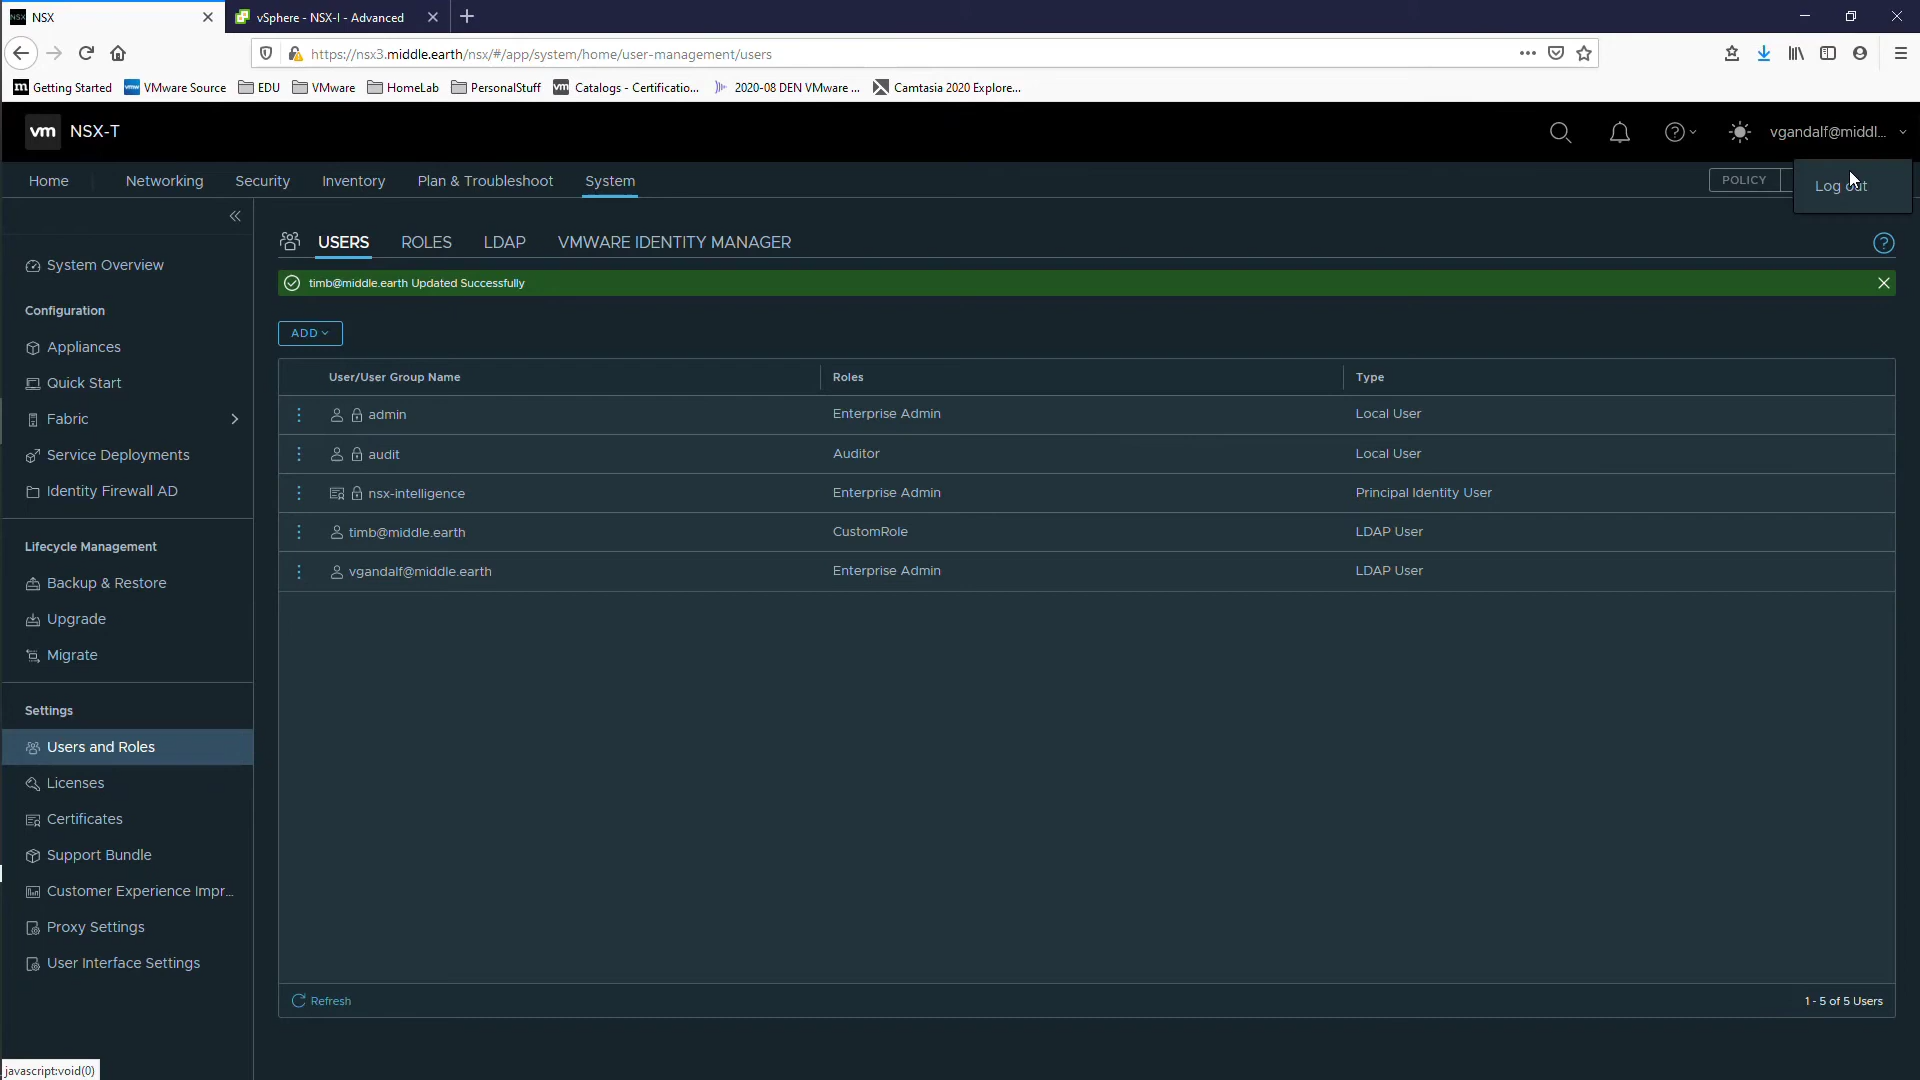 NSX
vSphere - NSX-I - Advanced
https://nsx3.middle.earth/nsx/#/app/system/home/user-management/users
Getting Started
VMware Source
EDU
VMware
HomeLab
PersonalStuff
Catalogs - Certificatio...
2020-08 DEN VMware ...
Camtasia 2020 Explore...
vm NSX-T
vgandalf@middl...
Home
Networking
Security
Inventory
Plan & Troubleshoot
System
POLICY
Log out
System Overview
Configuration
Appliances
Quick Start
Fabric
Service Deployments
Identity Firewall AD
Lifecycle Management
Backup & Restore
Upgrade
Migrate
Settings
Users and Roles
Licenses
Certificates
Support Bundle
Customer Experience Impr...
Proxy Settings
User Interface Settings
USERS ROLES LDAP VMWARE IDENTITY MANAGER
timb@middle.earth Updated Successfully
ADD
User/User Group Name Roles Type
admin Enterprise Admin Local User
audit Auditor Local User
nsx-intelligence Enterprise Admin Principal Identity User
timb@middle.earth CustomRole LDAP User
vgandalf@middle.earth Enterprise Admin LDAP User
Refresh
1 - 5 of 5 Users
javascript:void(0)